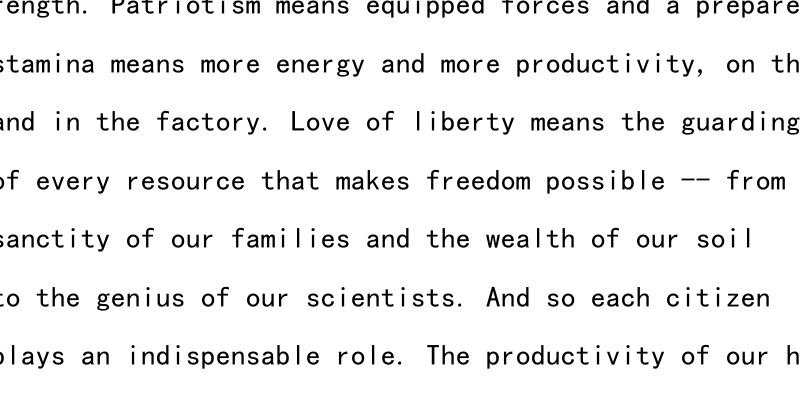 rength. Patriotism means equipped forces and a prepare
stamina means more energy and more productivity, on th
and in the factory. Love of liberty means the guarding
of every resource that makes freedom possible -- from
sanctity of our families and the wealth of our soil
to the genius of our scientists. And so each citizen
plays an indispensable role. The productivity of our h